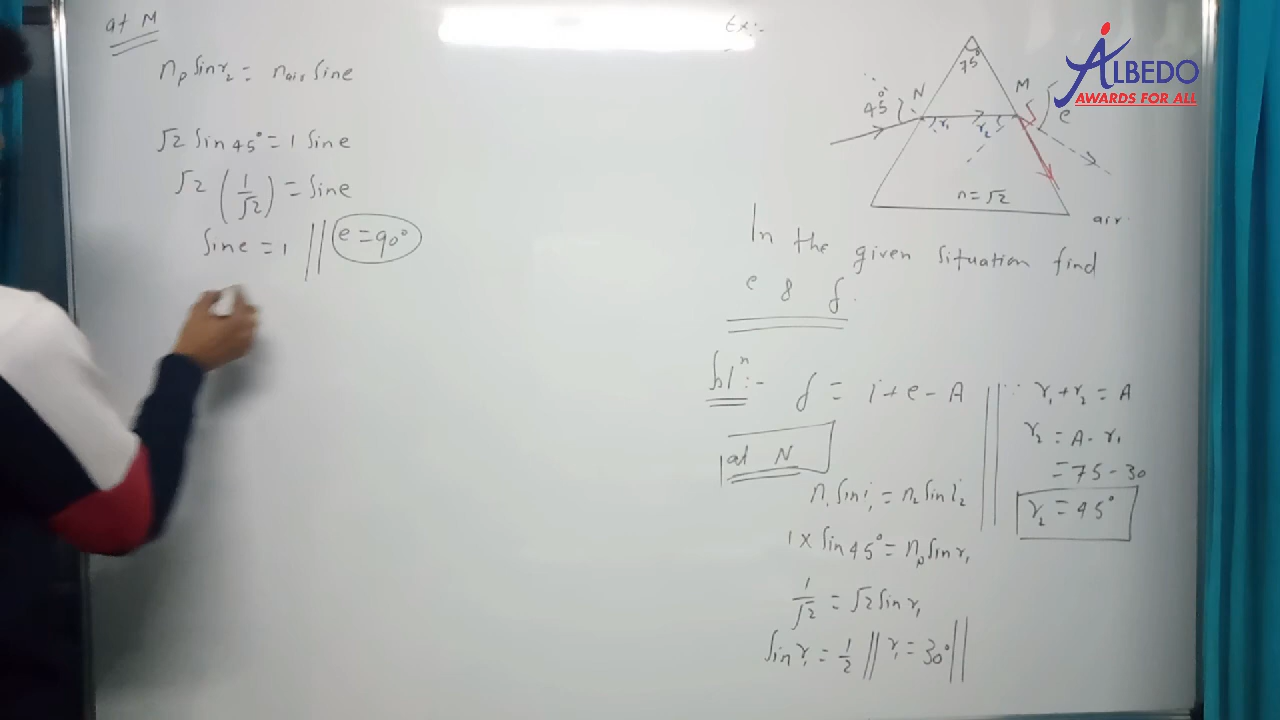 at M
nₚ sin r₂ = nₐᵢᵣ sin e
√2 sin 45° = 1 sin e
√2 (1/√2) = sin e
sin e = 1 || e = 90°
Ex:-
75°
ALBEDO
AWARDS FOR ALL
N
M
45°
r₁
r₂
e
n = √2
air
In the given situation find
e & δ.
Solⁿ:- δ = i + e - A || ∵ r₁ + r₂ = A
r₂ = A - r₁
= 75 - 30
r₂ = 45°
at N
n₁ sin i₁ = n₂ sin i₂
1 × sin 45° = nₚ sin r₁
1/√2 = √2 sin r₁
sin r₁ = 1/2 || r₁ = 30° ||